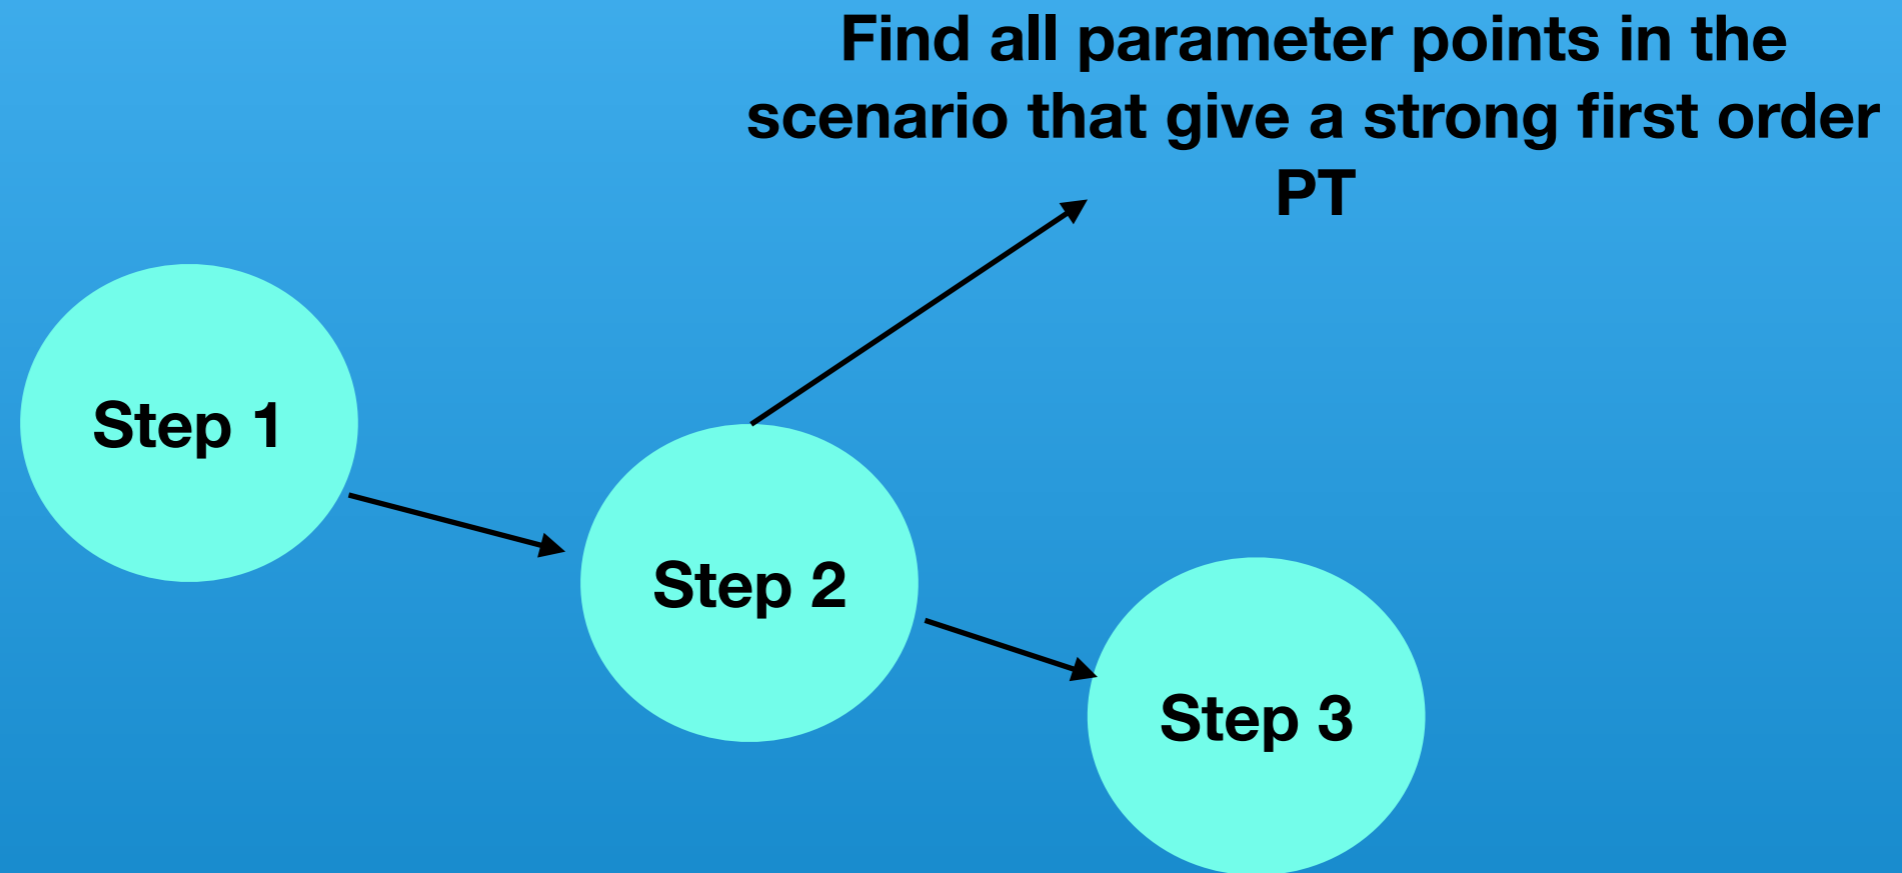 Find all parameter points in the
scenario that give a strong first order
PT
Step 1
Step 2
Step 3